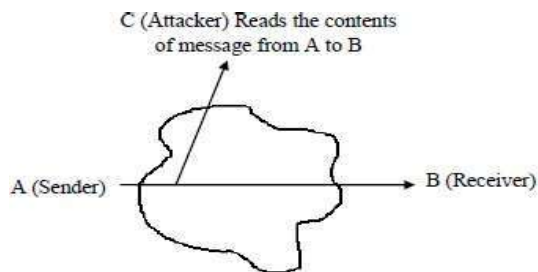 C (Attacker) Reads the contents
of message from A to B
A (Sender)
B (Receiver)